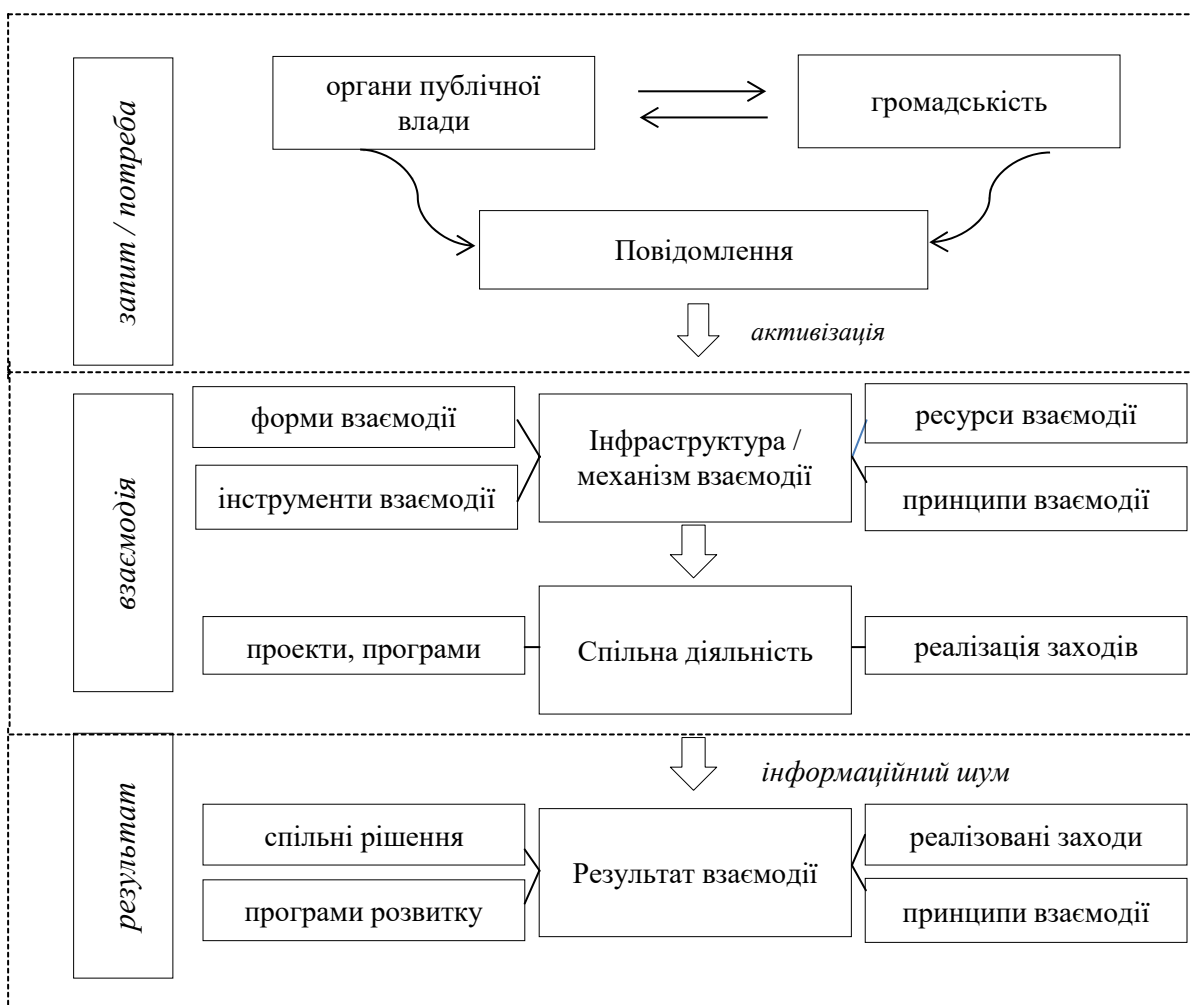 запит / потреба
органи публічної
влади
громадськість
Повідомлення
активізація
взаємодія
форми взаємодії
інструменти взаємодії
Інфраструктура /
механізм взаємодії
ресурси взаємодії
принципи взаємодії
проекти, програми
Спільна діяльність
реалізація заходів
результат
інформаційний шум
спільні рішення
програми розвитку
Результат взаємодії
реалізовані заходи
принципи взаємодії